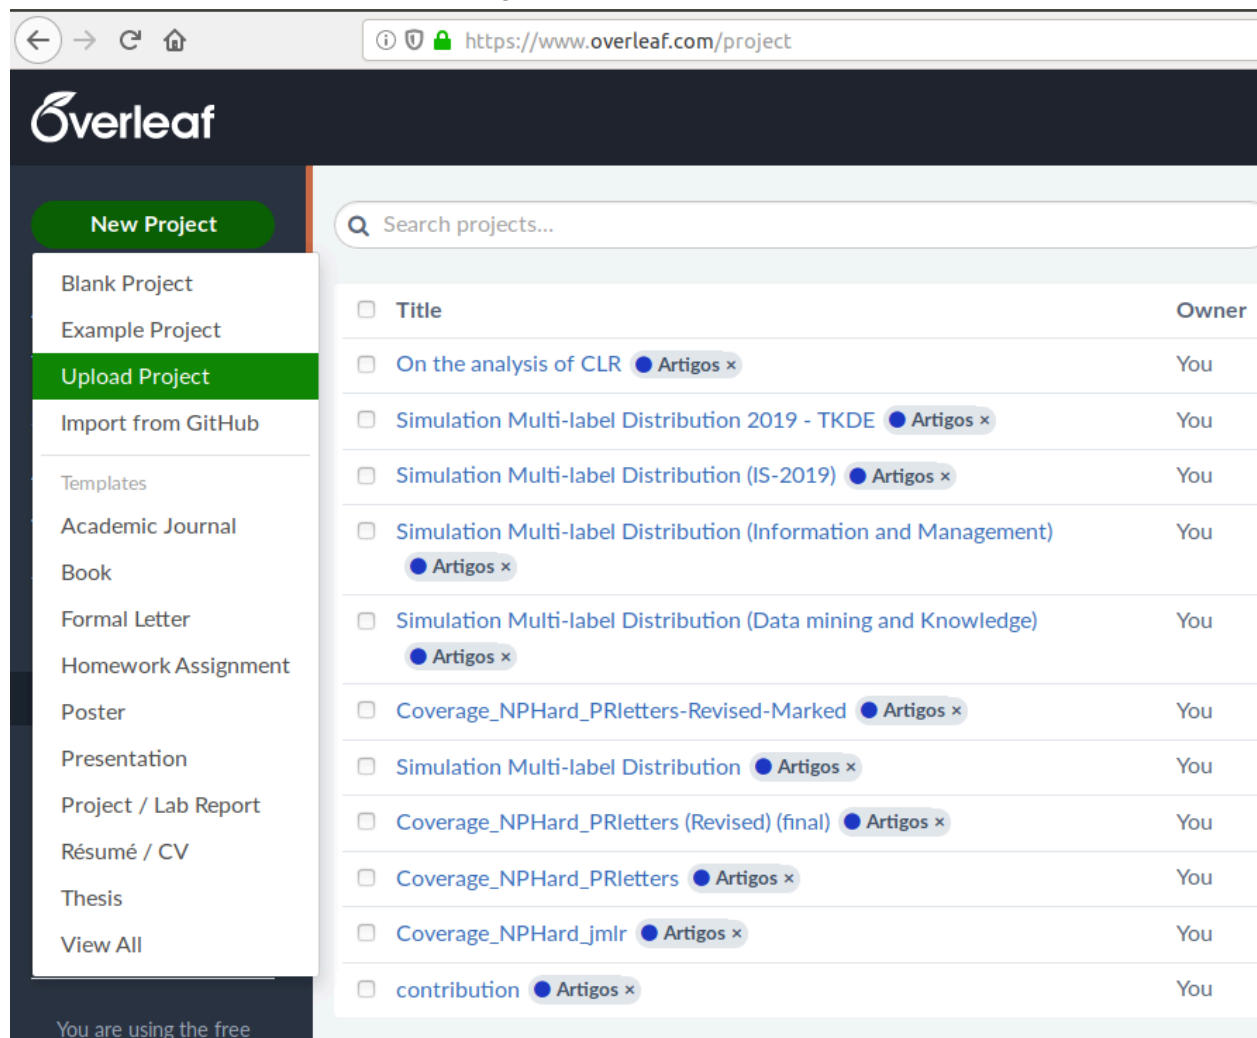 https://www.overleaf.com/project
Overleaf
New Project
Blank Project
Example Project
Upload Project
Import from GitHub
Templates
Academic Journal
Book
Formal Letter
Homework Assignment
Poster
Presentation
Project / Lab Report
Résumé / CV
Thesis
View All
You are using the free
Search projects...
Title Owner
On the analysis of CLR Artigos × You
Simulation Multi-label Distribution 2019 - TKDE Artigos × You
Simulation Multi-label Distribution (IS-2019) Artigos × You
Simulation Multi-label Distribution (Information and Management) You
Artigos ×
Simulation Multi-label Distribution (Data mining and Knowledge) You
Artigos ×
Coverage_NPHard_PRletters-Revised-Marked Artigos × You
Simulation Multi-label Distribution Artigos × You
Coverage_NPHard_PRletters (Revised) (final) Artigos × You
Coverage_NPHard_PRletters Artigos × You
Coverage_NPHard_jmlr Artigos × You
contribution Artigos × You